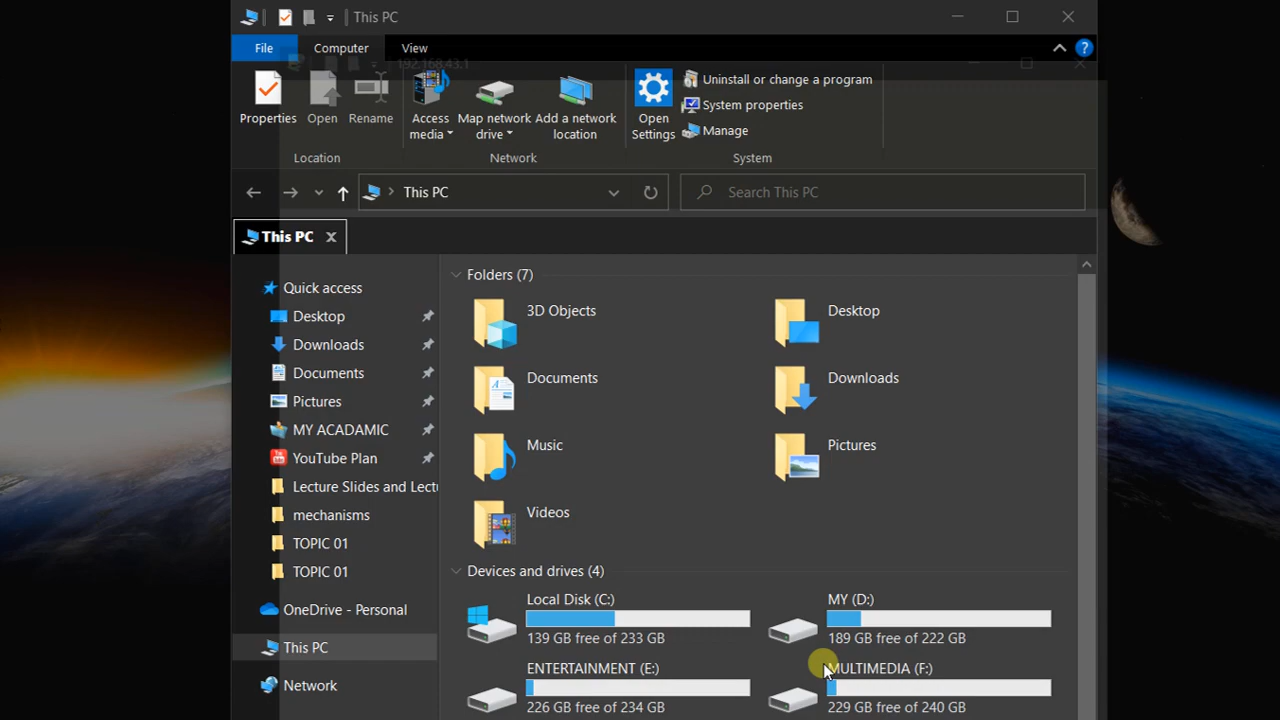 This PC
File Computer View
192.168.43.1
Properties Open Rename Access media Map network drive Add a network location Open Settings
Uninstall or change a program
System properties
Manage
Location Network System
This PC Search This PC
This PC
Quick access
Desktop
Downloads
Documents
Pictures
MY ACADAMIC
YouTube Plan
Lecture Slides and Lectu
mechanisms
TOPIC 01
TOPIC 01
OneDrive - Personal
This PC
Network
Folders (7)
3D Objects Desktop
Documents Downloads
Music Pictures
Videos
Devices and drives (4)
Local Disk (C:) MY (D:)
139 GB free of 233 GB 189 GB free of 222 GB
ENTERTAINMENT (E:) MULTIMEDIA (F:)
226 GB free of 234 GB 229 GB free of 240 GB